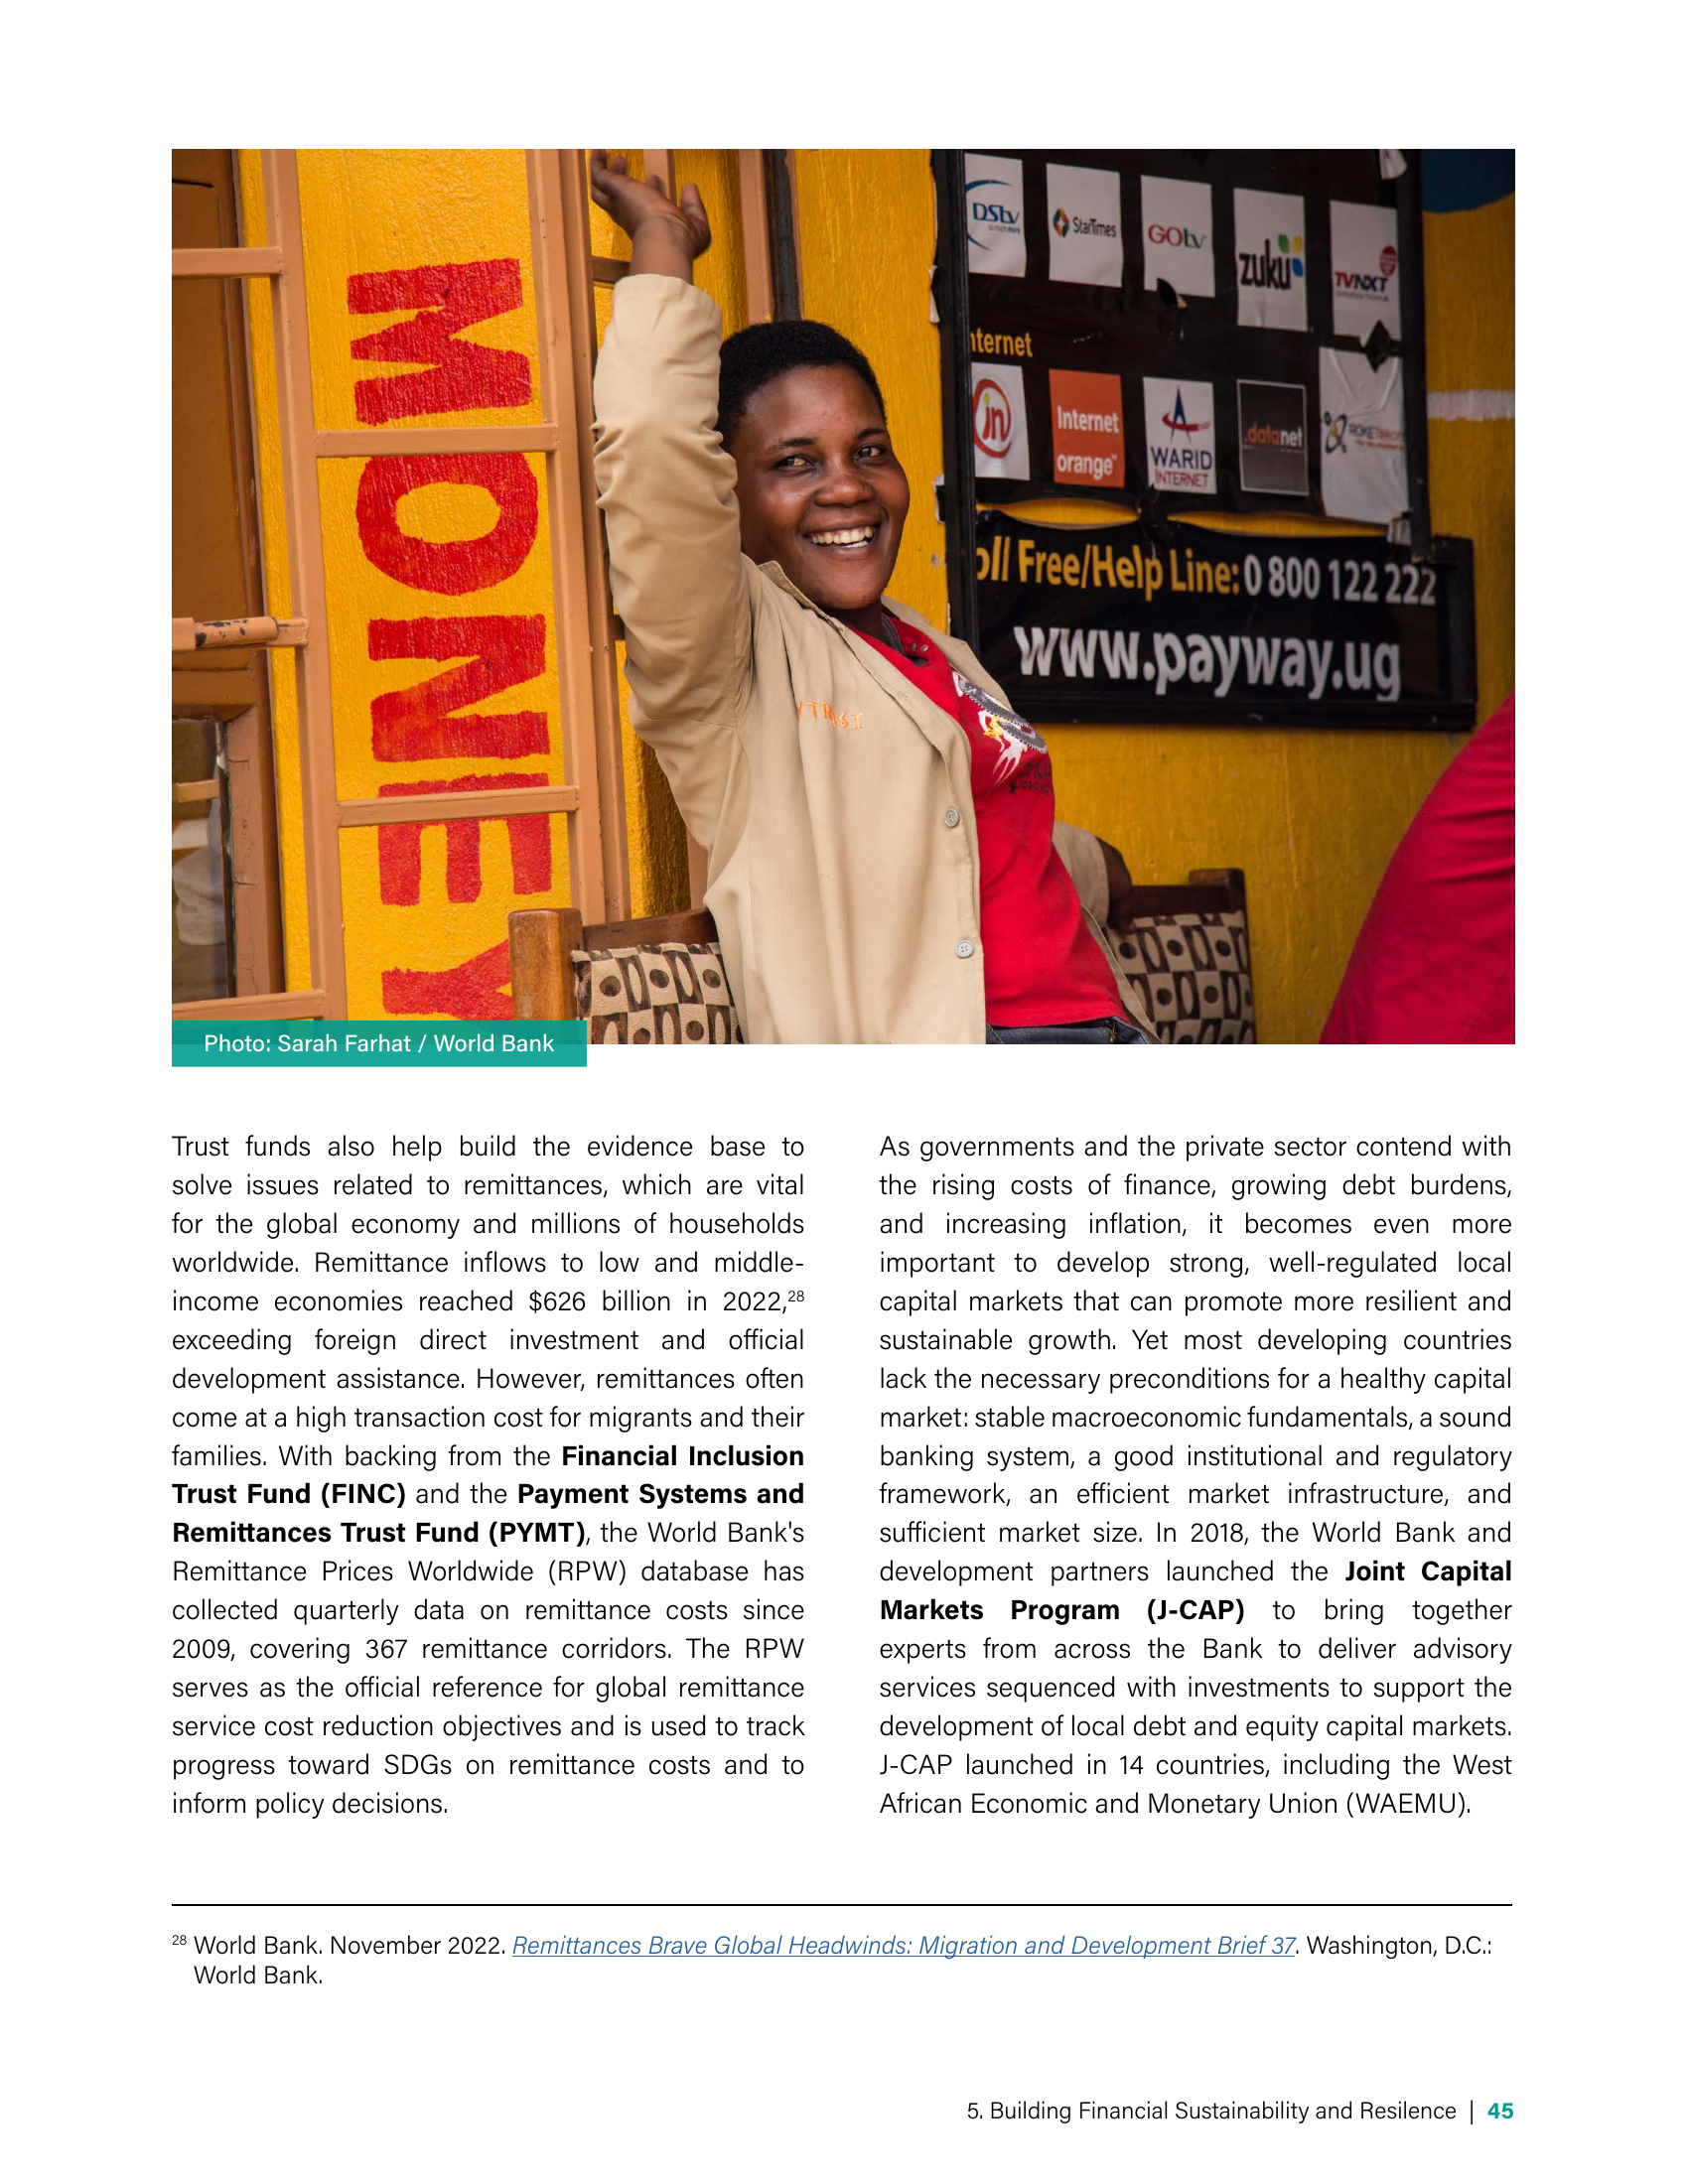 MONEY
DStv
StarTimes
GOtv
zuku
TVNXT
nternet
in
Internet
orange
WARID
INTERNET
.datanet
oll Free/Help Line: 0 800 122 222
www.payway.ug
Photo: Sarah Farhat / World Bank
Trust funds also help build the evidence base to
solve issues related to remittances, which are vital
for the global economy and millions of households
worldwide. Remittance inflows to low and middle-
income economies reached $626 billion in 2022,28
exceeding foreign direct investment and official
development assistance. However, remittances often
come at a high transaction cost for migrants and their
families. With backing from the Financial Inclusion
Trust Fund (FINC) and the Payment Systems and
Remittances Trust Fund (PYMT), the World Bank's
Remittance Prices Worldwide (RPW) database has
collected quarterly data on remittance costs since
2009, covering 367 remittance corridors. The RPW
serves as the official reference for global remittance
service cost reduction objectives and is used to track
progress toward SDGs on remittance costs and to
inform policy decisions.
As governments and the private sector contend with
the rising costs of finance, growing debt burdens,
and increasing inflation, it becomes even more
important to develop strong, well-regulated local
capital markets that can promote more resilient and
sustainable growth. Yet most developing countries
lack the necessary preconditions for a healthy capital
market: stable macroeconomic fundamentals, a sound
banking system, a good institutional and regulatory
framework, an efficient market infrastructure, and
sufficient market size. In 2018, the World Bank and
development partners launched the Joint Capital
Markets Program (J-CAP) to bring together
experts from across the Bank to deliver advisory
services sequenced with investments to support the
development of local debt and equity capital markets.
J-CAP launched in 14 countries, including the West
African Economic and Monetary Union (WAEMU).
28 World Bank. November 2022. Remittances Brave Global Headwinds: Migration and Development Brief 37. Washington, D.C.:
World Bank.
5. Building Financial Sustainability and Resilence | 45